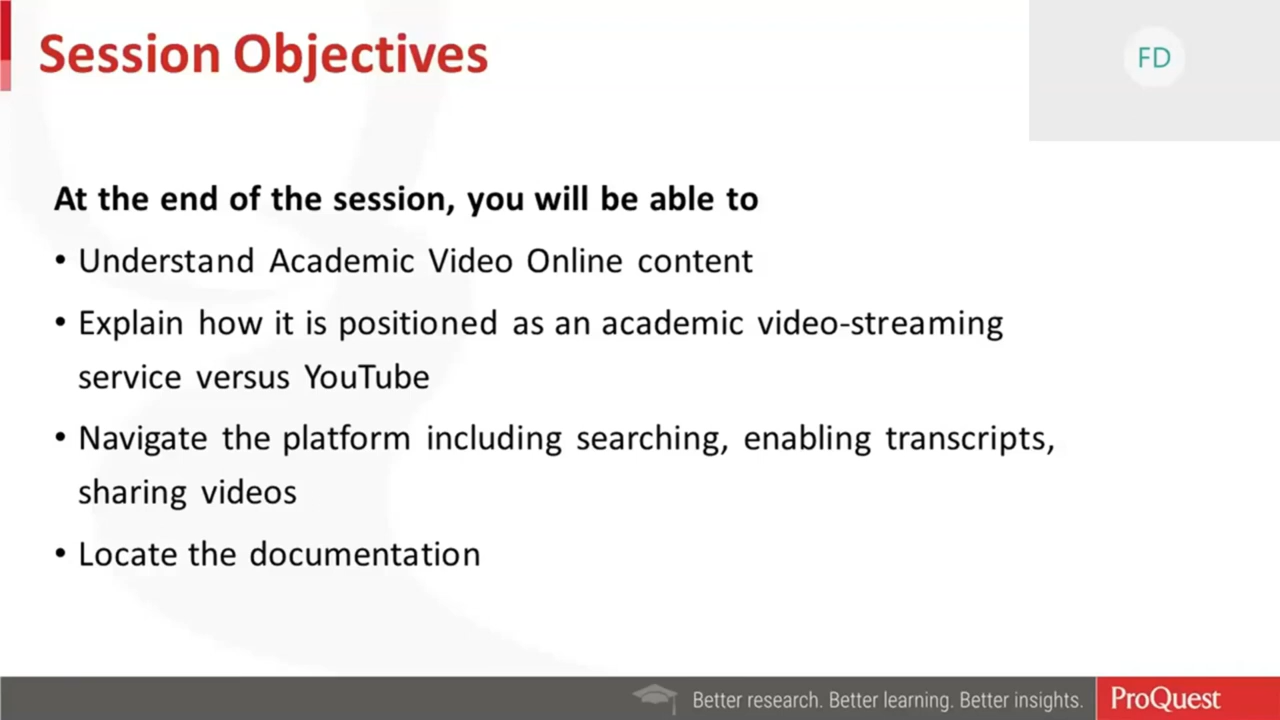 Session Objectives
FD
At the end of the session, you will be able to
• Understand Academic Video Online content
• Explain how it is positioned as an academic video-streaming
service versus YouTube
• Navigate the platform including searching, enabling transcripts,
sharing videos
• Locate the documentation
Better research. Better learning. Better insights.
ProQuest